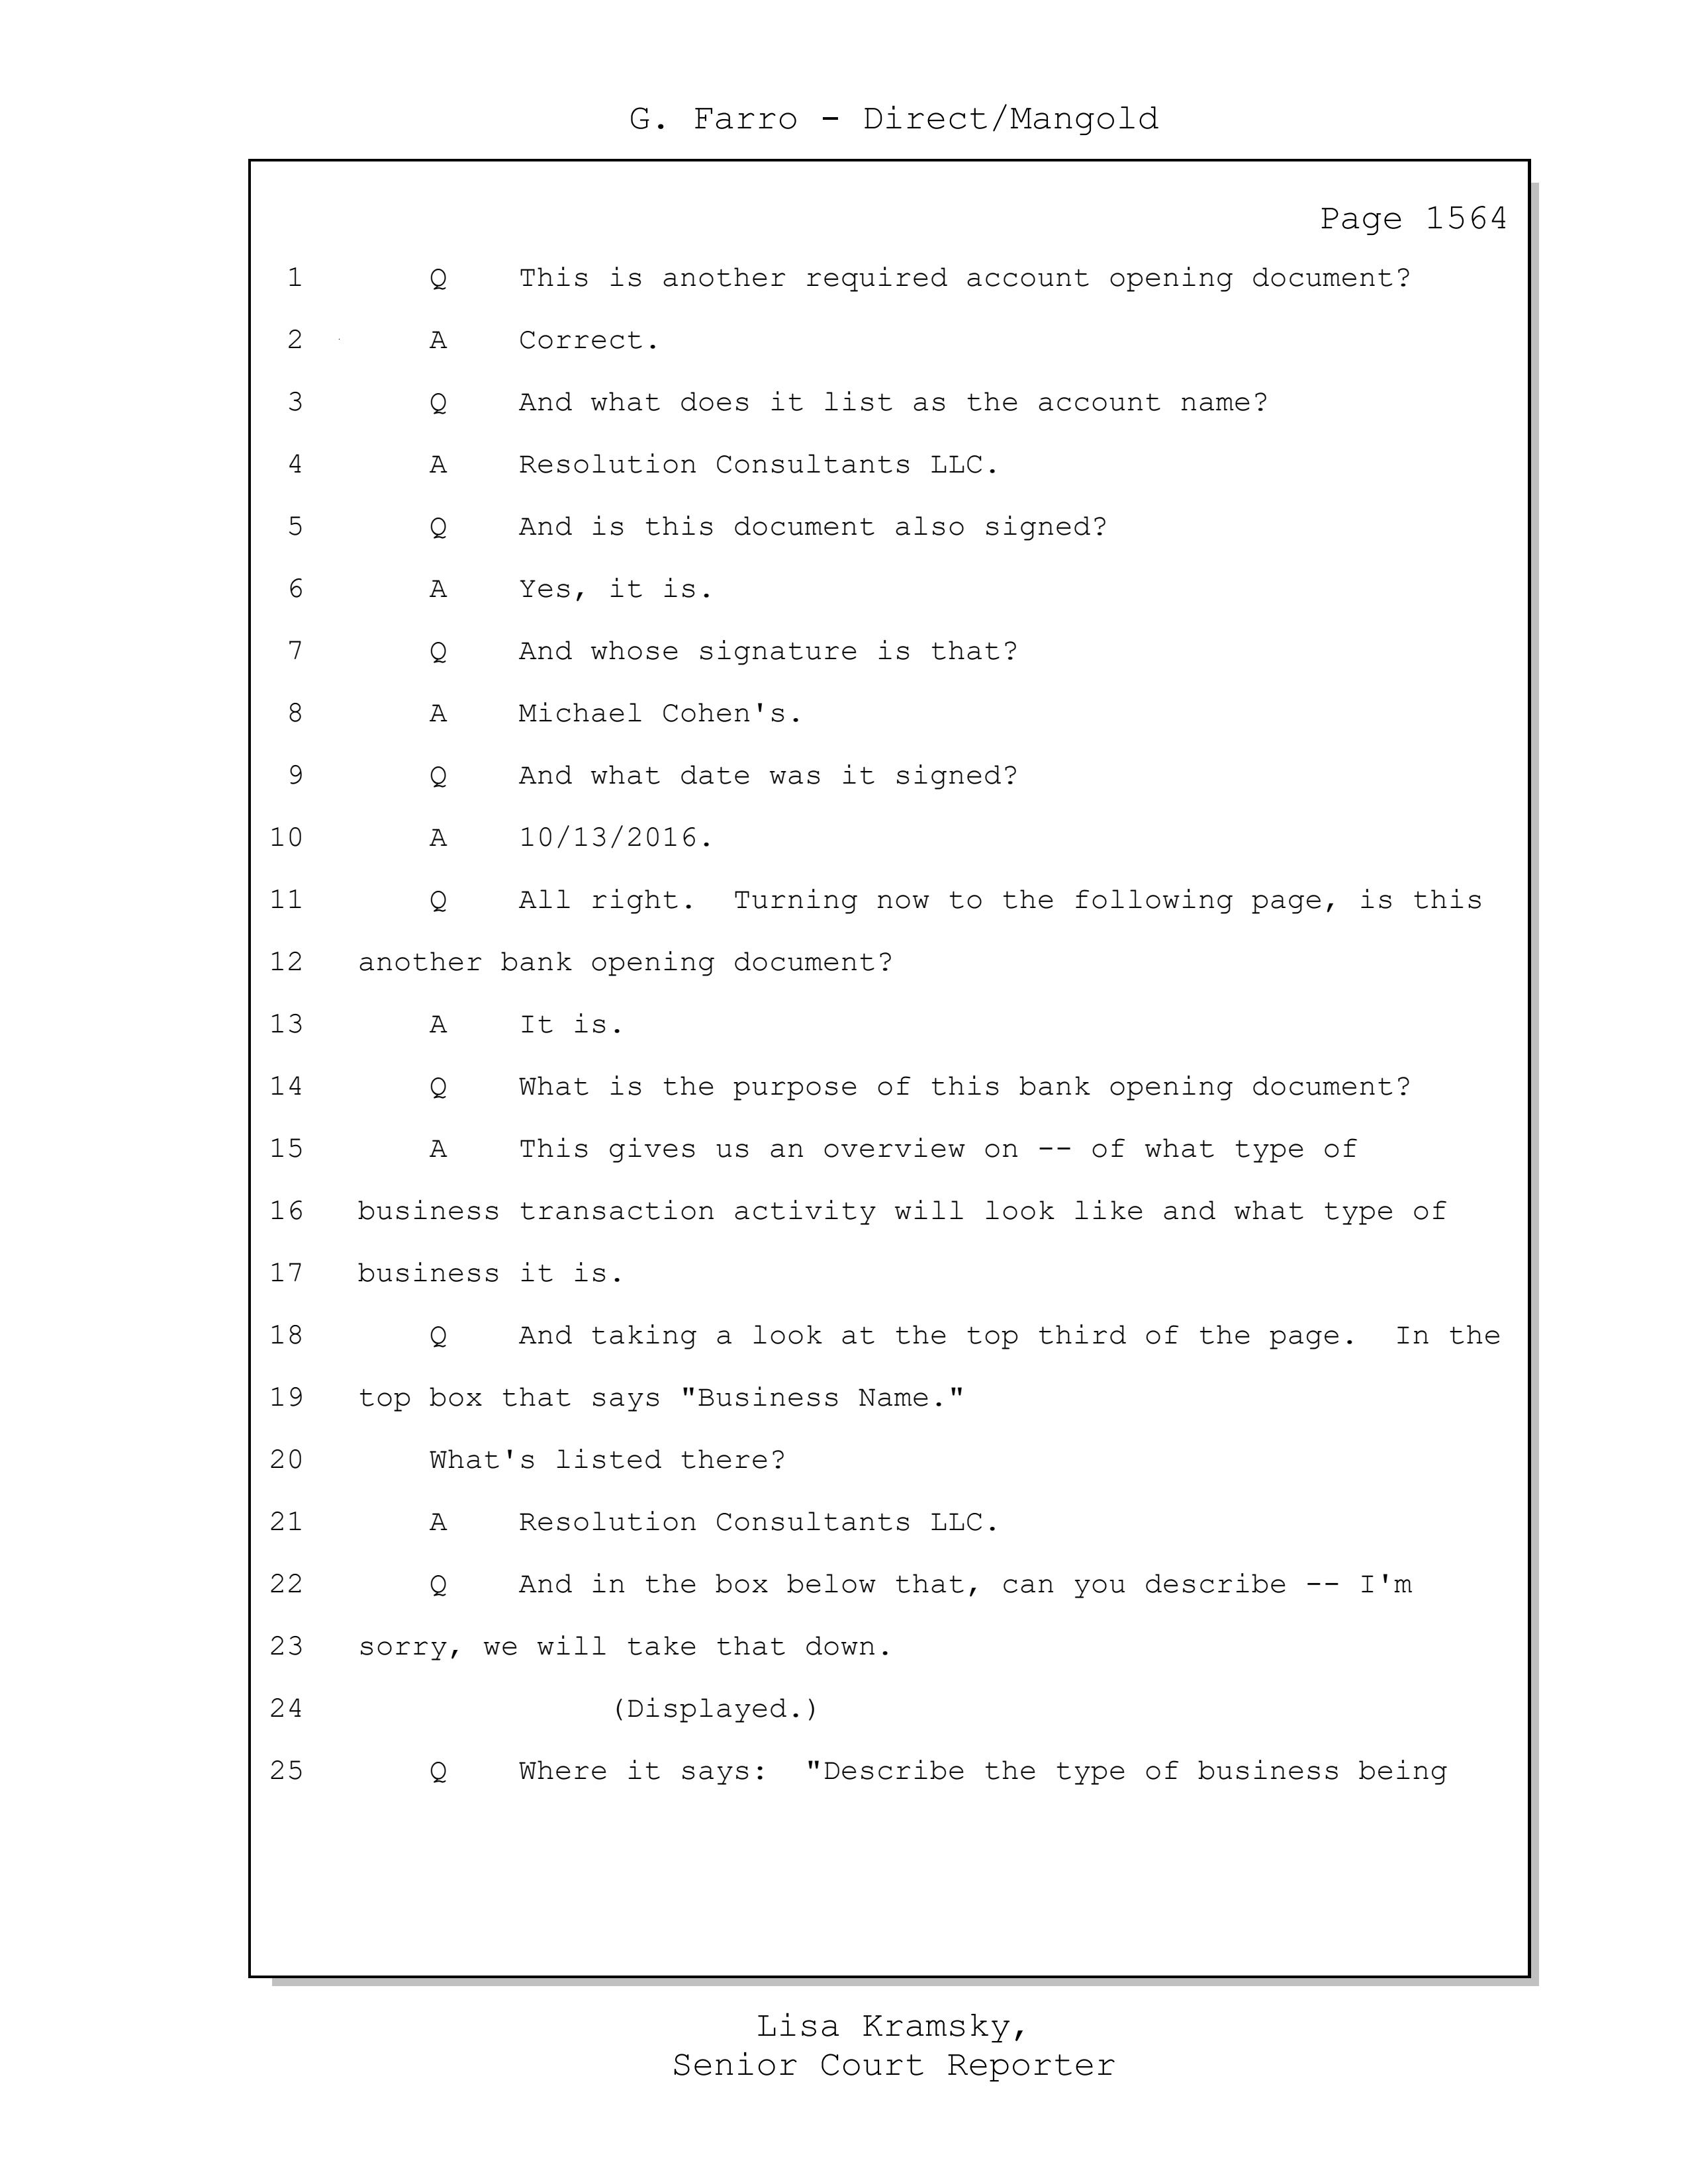 G. Farro - Direct/Mangold
Page 1564
1 Q This is another required account opening document?
2 A Correct.
3 Q And what does it list as the account name?
4 A Resolution Consultants LLC.
5 Q And is this document also signed?
6 A Yes, it is.
7 Q And whose signature is that?
8 A Michael Cohen's.
9 Q And what date was it signed?
10 A 10/13/2016.
11 Q All right.  Turning now to the following page, is this
12 another bank opening document?
13 A It is.
14 Q What is the purpose of this bank opening document?
15 A This gives us an overview on -- of what type of
16 business transaction activity will look like and what type of
17 business it is.
18 Q And taking a look at the top third of the page.  In the
19 top box that says "Business Name."
20 What's listed there?
21 A Resolution Consultants LLC.
22 Q And in the box below that, can you describe -- I'm
23 sorry, we will take that down.
24 (Displayed.)
25 Q Where it says:  "Describe the type of business being
Lisa Kramsky,
Senior Court Reporter